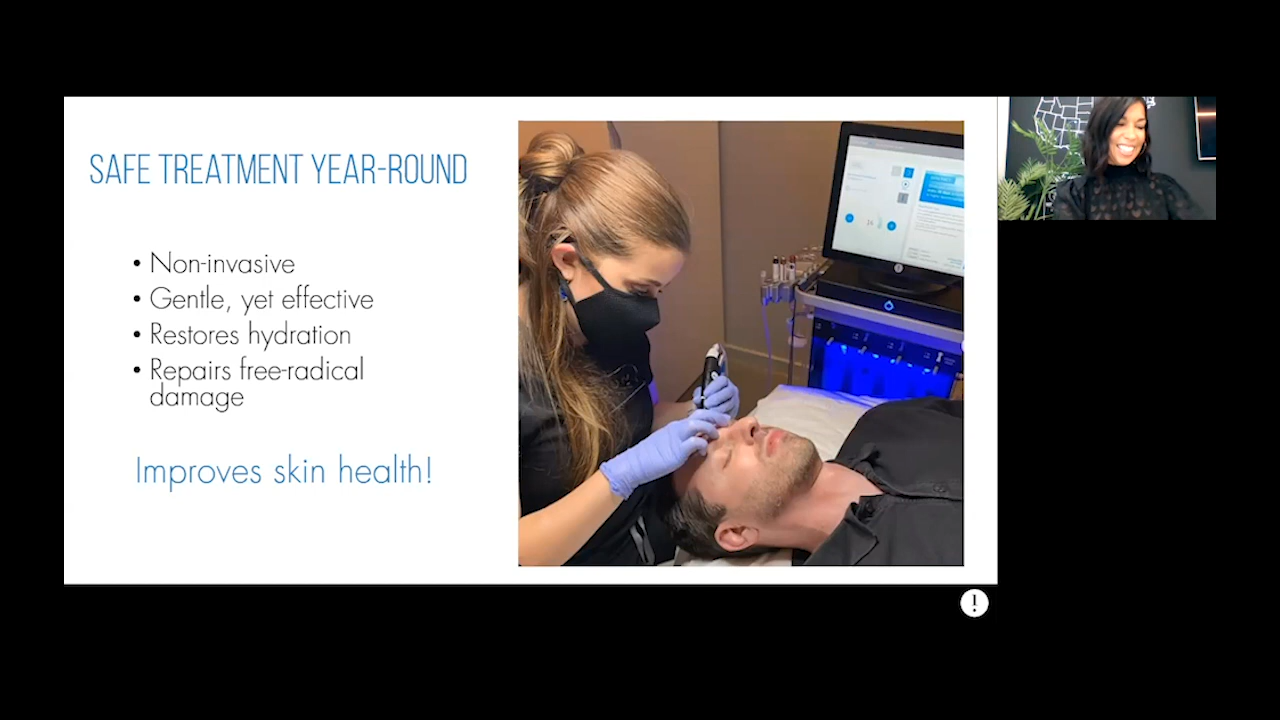 SAFE TREATMENT YEAR-ROUND
• Non-invasive
• Gentle, yet effective
• Restores hydration
• Repairs free-radical
damage
Improves skin health!